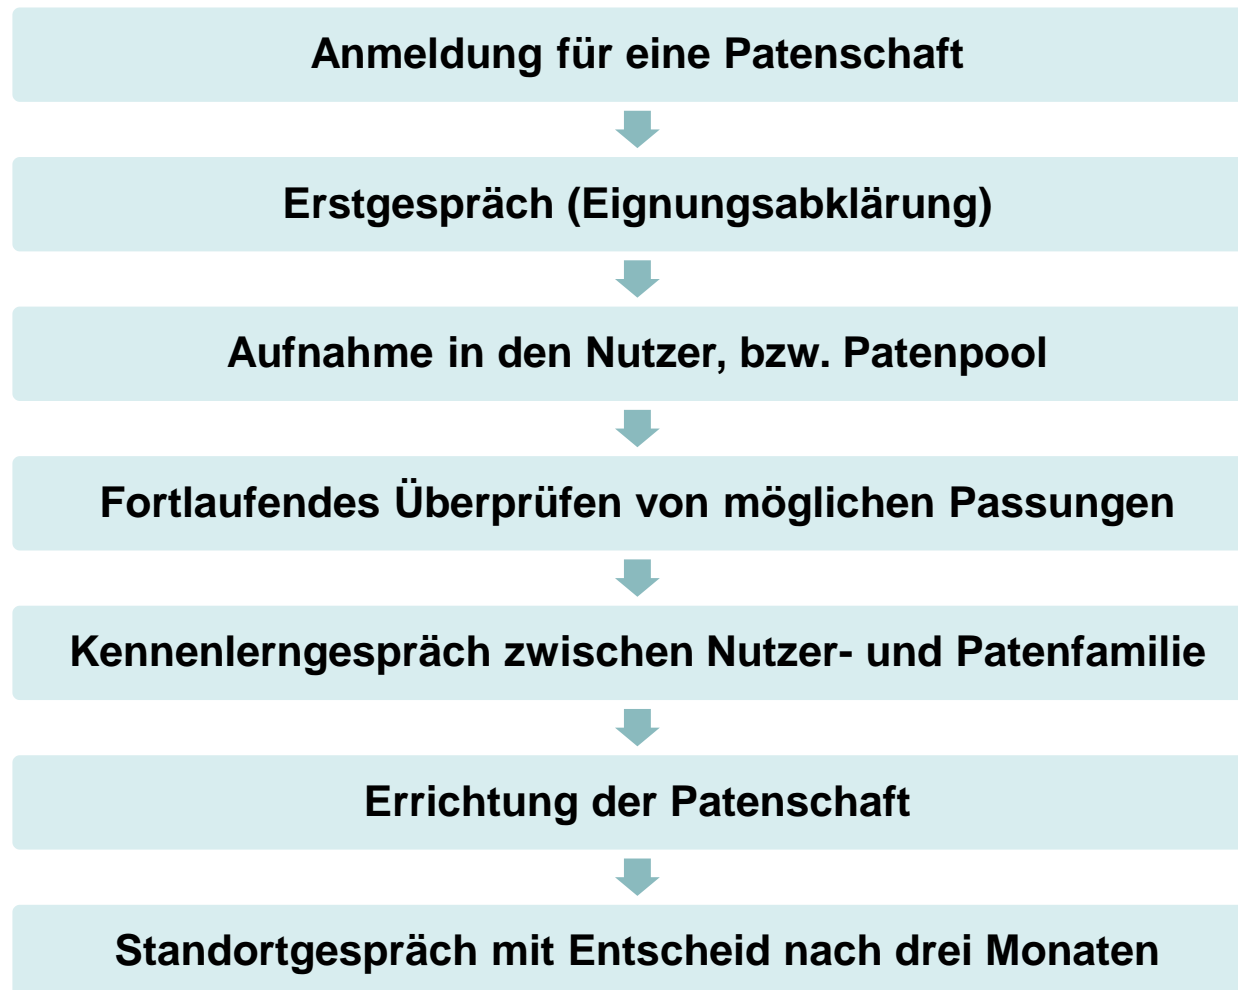 Anmeldung für eine Patenschaft
Erstgespräch (Eignungsabklärung)
Aufnahme in den Nutzer, bzw. Patenpool
Fortlaufendes Überprüfen von möglichen Passungen
Kennenlerngespräch zwischen Nutzer- und Patenfamilie
Errichtung der Patenschaft
Standortgespräch mit Entscheid nach drei Monaten